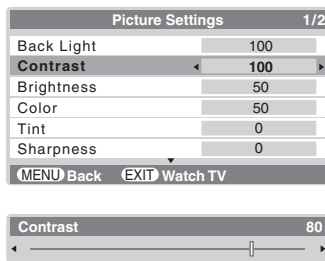 Picture Settings 1/2
Back Light 100
Contrast 100
Brightness 50
Color 50
Tint 0
Sharpness 0
MENU Back EXIT Watch TV
Contrast 80